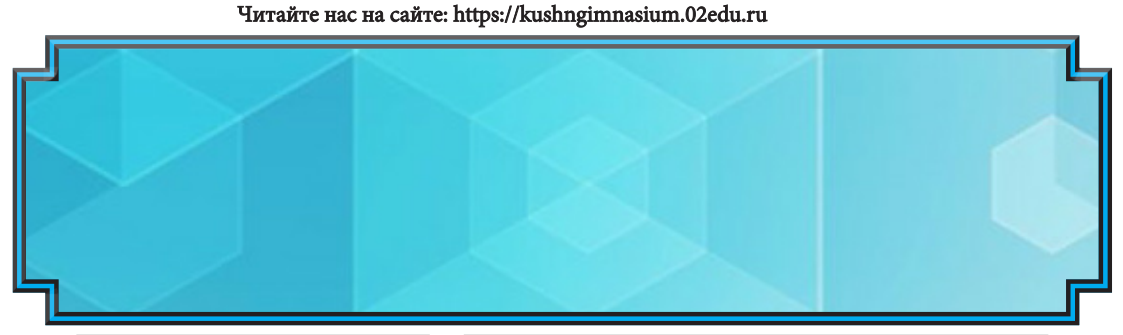 Читайте нас на сайте: https://kushngimnasium.02edu.ru